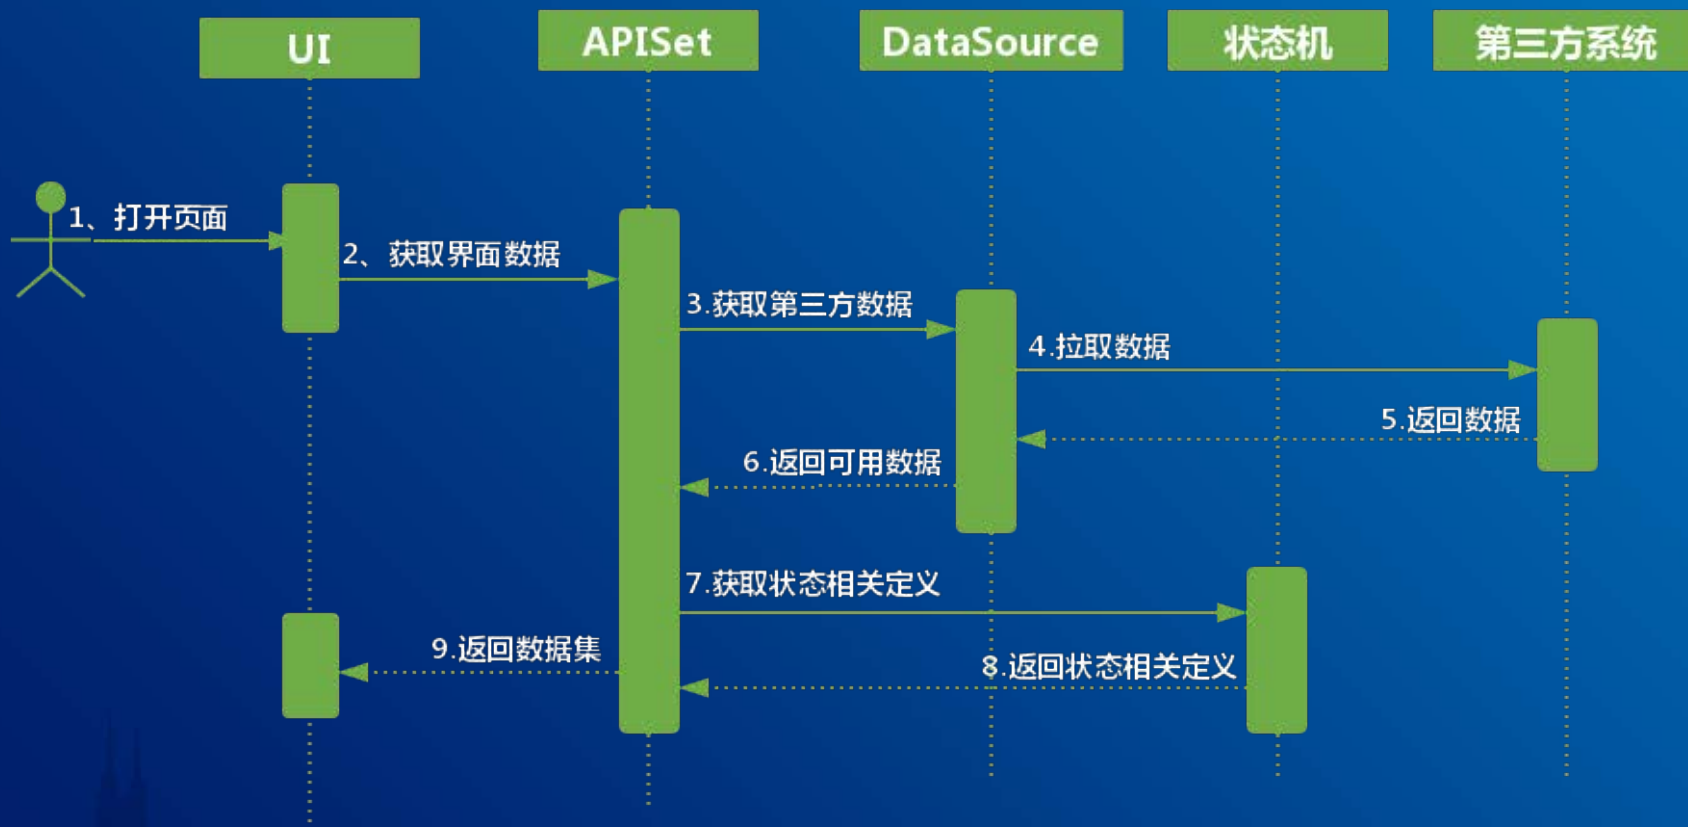 UI
APISet
DataSource
状态机
第三方系统
1、打开页面
2、获取界面数据
3.获取第三方数据
4.拉取数据
5.返回数据
6.返回可用数据
7.获取状态相关定义
9.返回数据集
8.返回状态相关定义